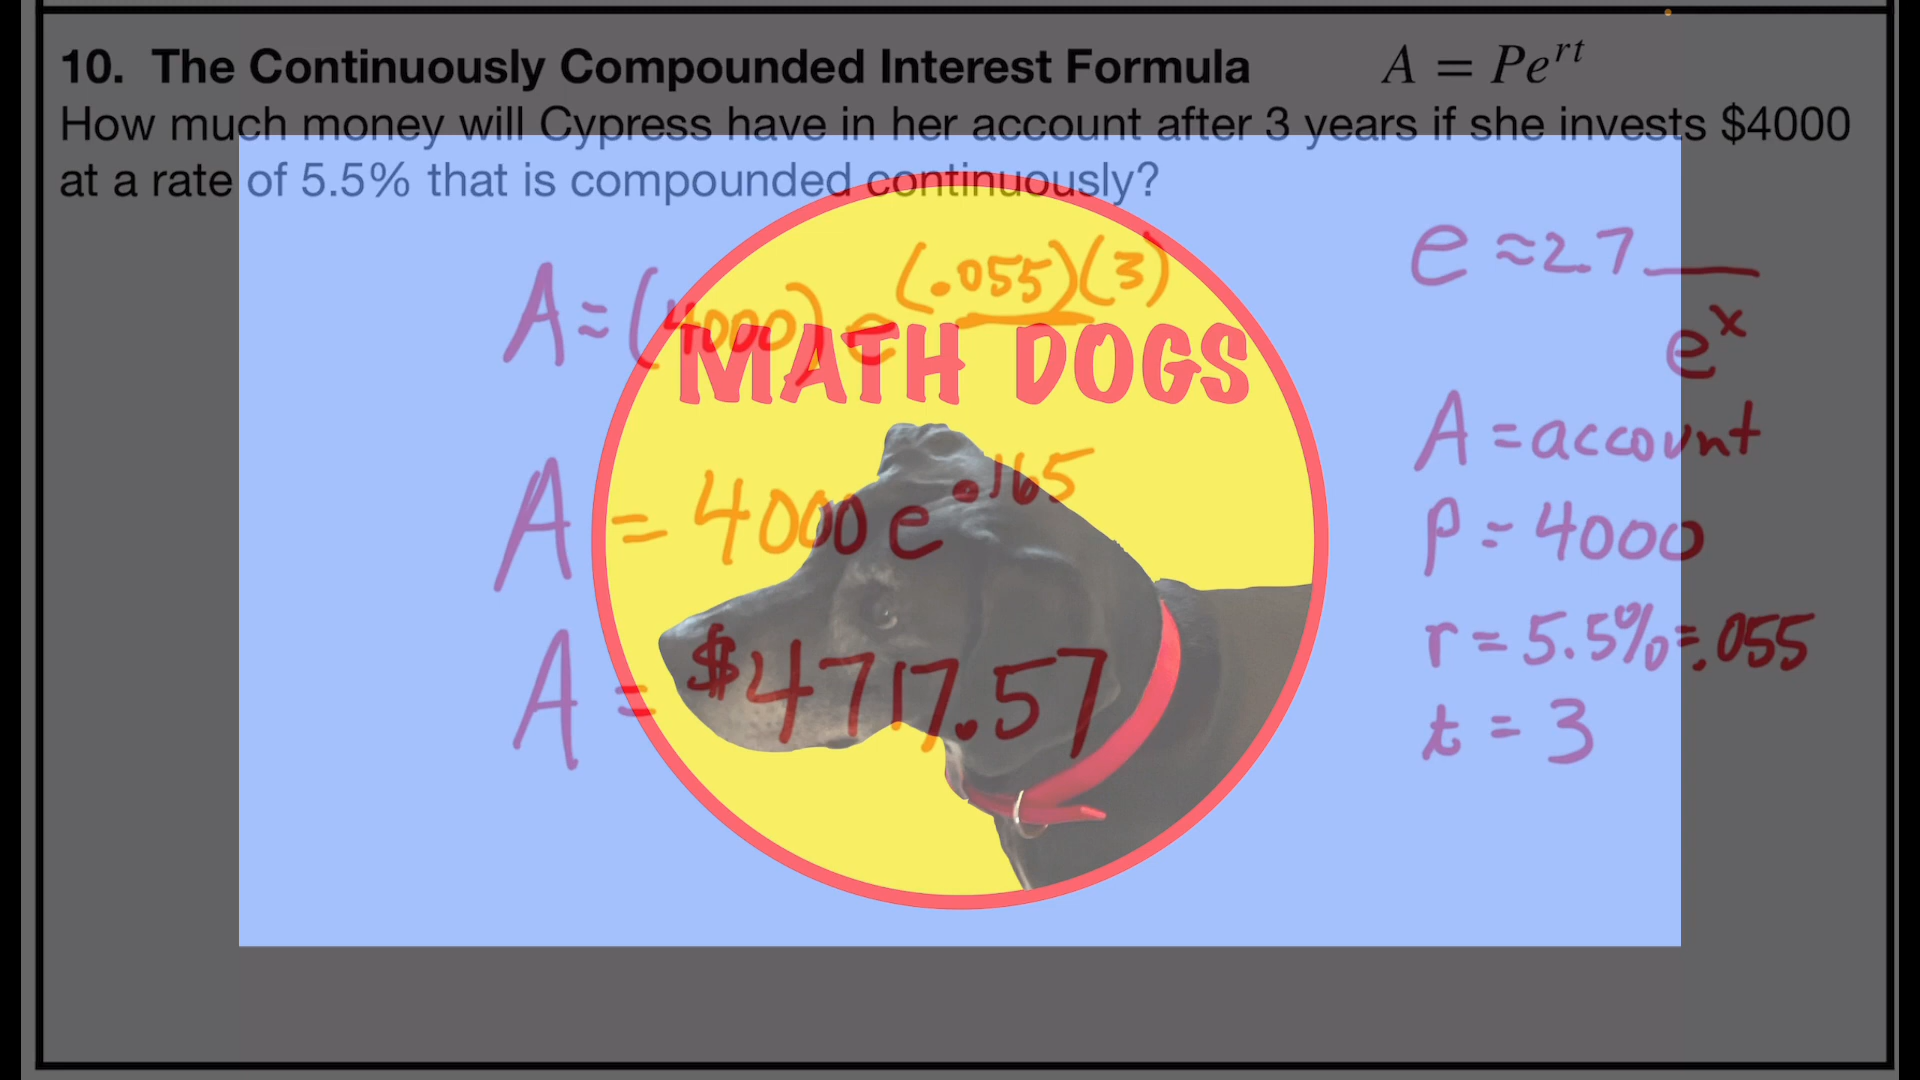 10. The Continuously Compounded Interest Formula A = Pe^rt
How much money will Cypress have in her account after 3 years if she invests $4000
at a rate of 5.5% that is compounded continuously?
A ≈ (4000) e^(.055)(3)
MATH DOGS
A = 4000 e^.165
A = $4717.57
e ≈ 2.7__
e^x
A = account
P = 4000
r = 5.5% = .055
t = 3